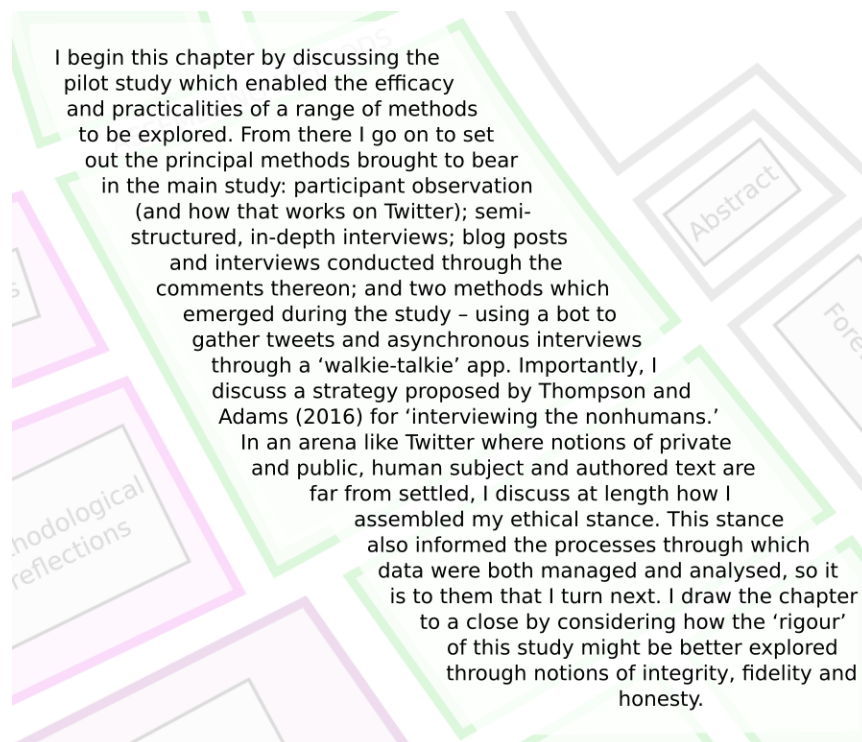 I begin this chapter by discussing the
pilot study which enabled the efficacy
and practicalities of a range of methods
to be explored. From there I go on to set
out the principal methods brought to bear
in the main study: participant observation
(and how that works on Twitter); semi-
structured, in-depth interviews; blog posts
and interviews conducted through the
comments thereon; and two methods which
emerged during the study – using a bot to
gather tweets and asynchronous interviews
through a ‘walkie-talkie’ app. Importantly, I
discuss a strategy proposed by Thompson and
Adams (2016) for ‘interviewing the nonhumans.’
In an arena like Twitter where notions of private
and public, human subject and authored text are
far from settled, I discuss at length how I
assembled my ethical stance. This stance
also informed the processes through which
data were both managed and analysed, so it
is to them that I turn next. I draw the chapter
to a close by considering how the ‘rigour’
of this study might be better explored
through notions of integrity, fidelity and
honesty.
Abstract
Fore
hodological
reflections